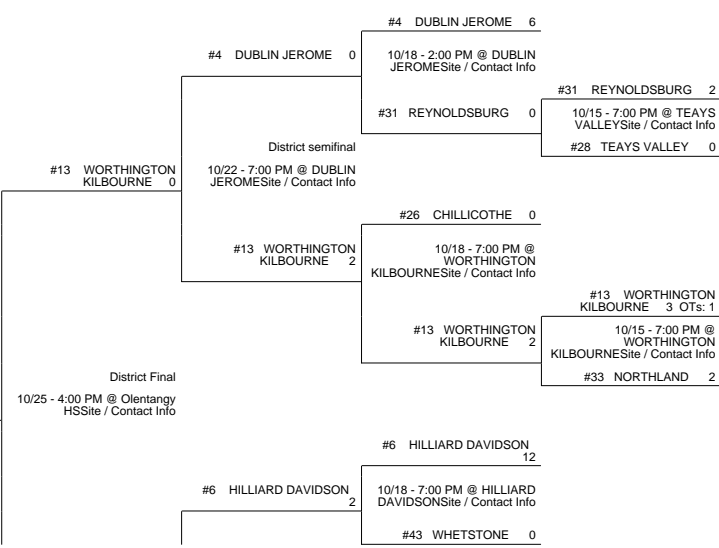 #4 DUBLIN JEROME 6
#4 DUBLIN JEROME 0
10/18 - 2:00 PM @ DUBLIN
JEROMESite / Contact Info
#31 REYNOLDSBURG 2
#31 REYNOLDSBURG 0
10/15 - 7:00 PM @ TEAYS
VALLEYSite / Contact Info
#28 TEAYS VALLEY 0
District semifinal
10/22 - 7:00 PM @ DUBLIN
JEROMESite / Contact Info
#13 WORTHINGTON
KILBOURNE 0
#26 CHILLICOTHE 0
#13 WORTHINGTON
KILBOURNE 2
10/18 - 7:00 PM @
WORTHINGTON
KILBOURNESite / Contact Info
#13 WORTHINGTON
KILBOURNE 3 OTs: 1
#13 WORTHINGTON
KILBOURNE 2
10/15 - 7:00 PM @
WORTHINGTON
KILBOURNESite / Contact Info
#33 NORTHLAND 2
District Final
10/25 - 4:00 PM @ Olentangy
HSSite / Contact Info
#6 HILLIARD DAVIDSON
12
#6 HILLIARD DAVIDSON
2
10/18 - 7:00 PM @ HILLIARD
DAVIDSONSite / Contact Info
#43 WHETSTONE 0